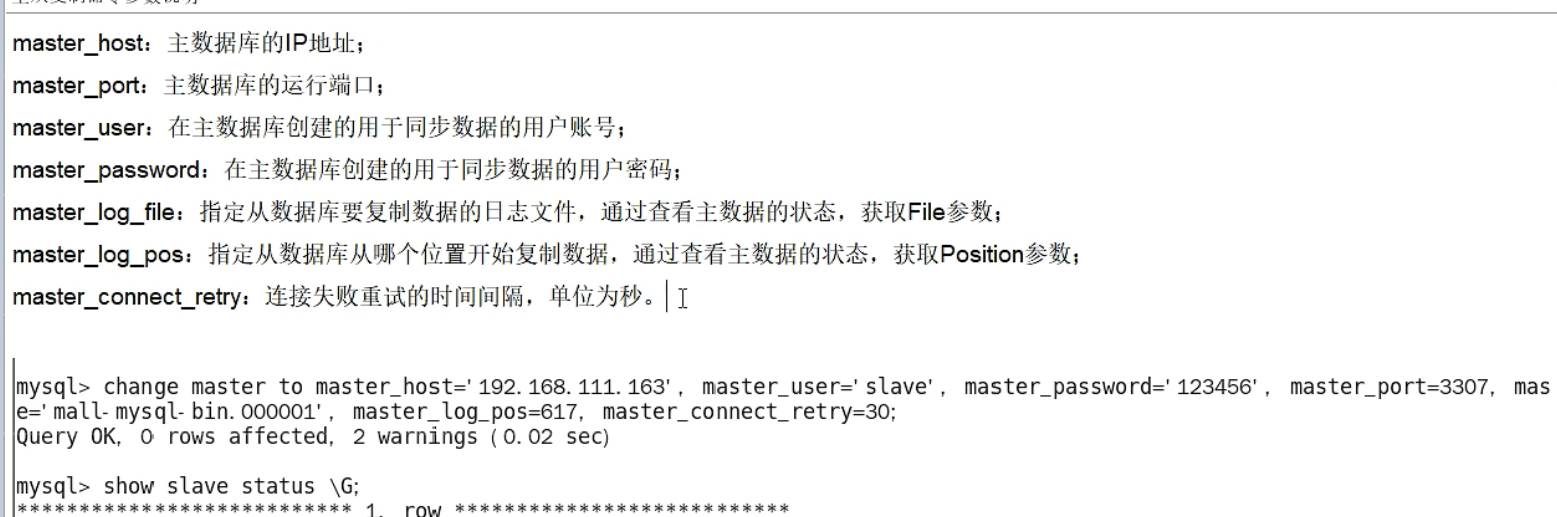 master_host：主数据库的IP地址；
master_port：主数据库的运行端口；
master_user：在主数据库创建的用于同步数据的用户账号；
master_password：在主数据库创建的用于同步数据的用户密码；
master_log_file：指定从数据库要复制数据的日志文件，通过查看主数据的状态，获取File参数；
master_log_pos：指定从数据库从哪个位置开始复制数据，通过查看主数据的状态，获取Position参数；
master_connect_retry：连接失败重试的时间间隔，单位为秒。
mysql> change master to master_host='192.168.111.163', master_user='slave', master_password='123456', master_port=3307, mas
e='mall-mysql-bin.000001', master_log_pos=617, master_connect_retry=30;
Query OK, 0 rows affected, 2 warnings (0.02 sec)
mysql> show slave status \G;
*************************** 1. row ***************************